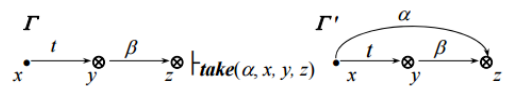 Γ Γ' α
t β ⊢take(α, x, y, z) t β
x y z x y z